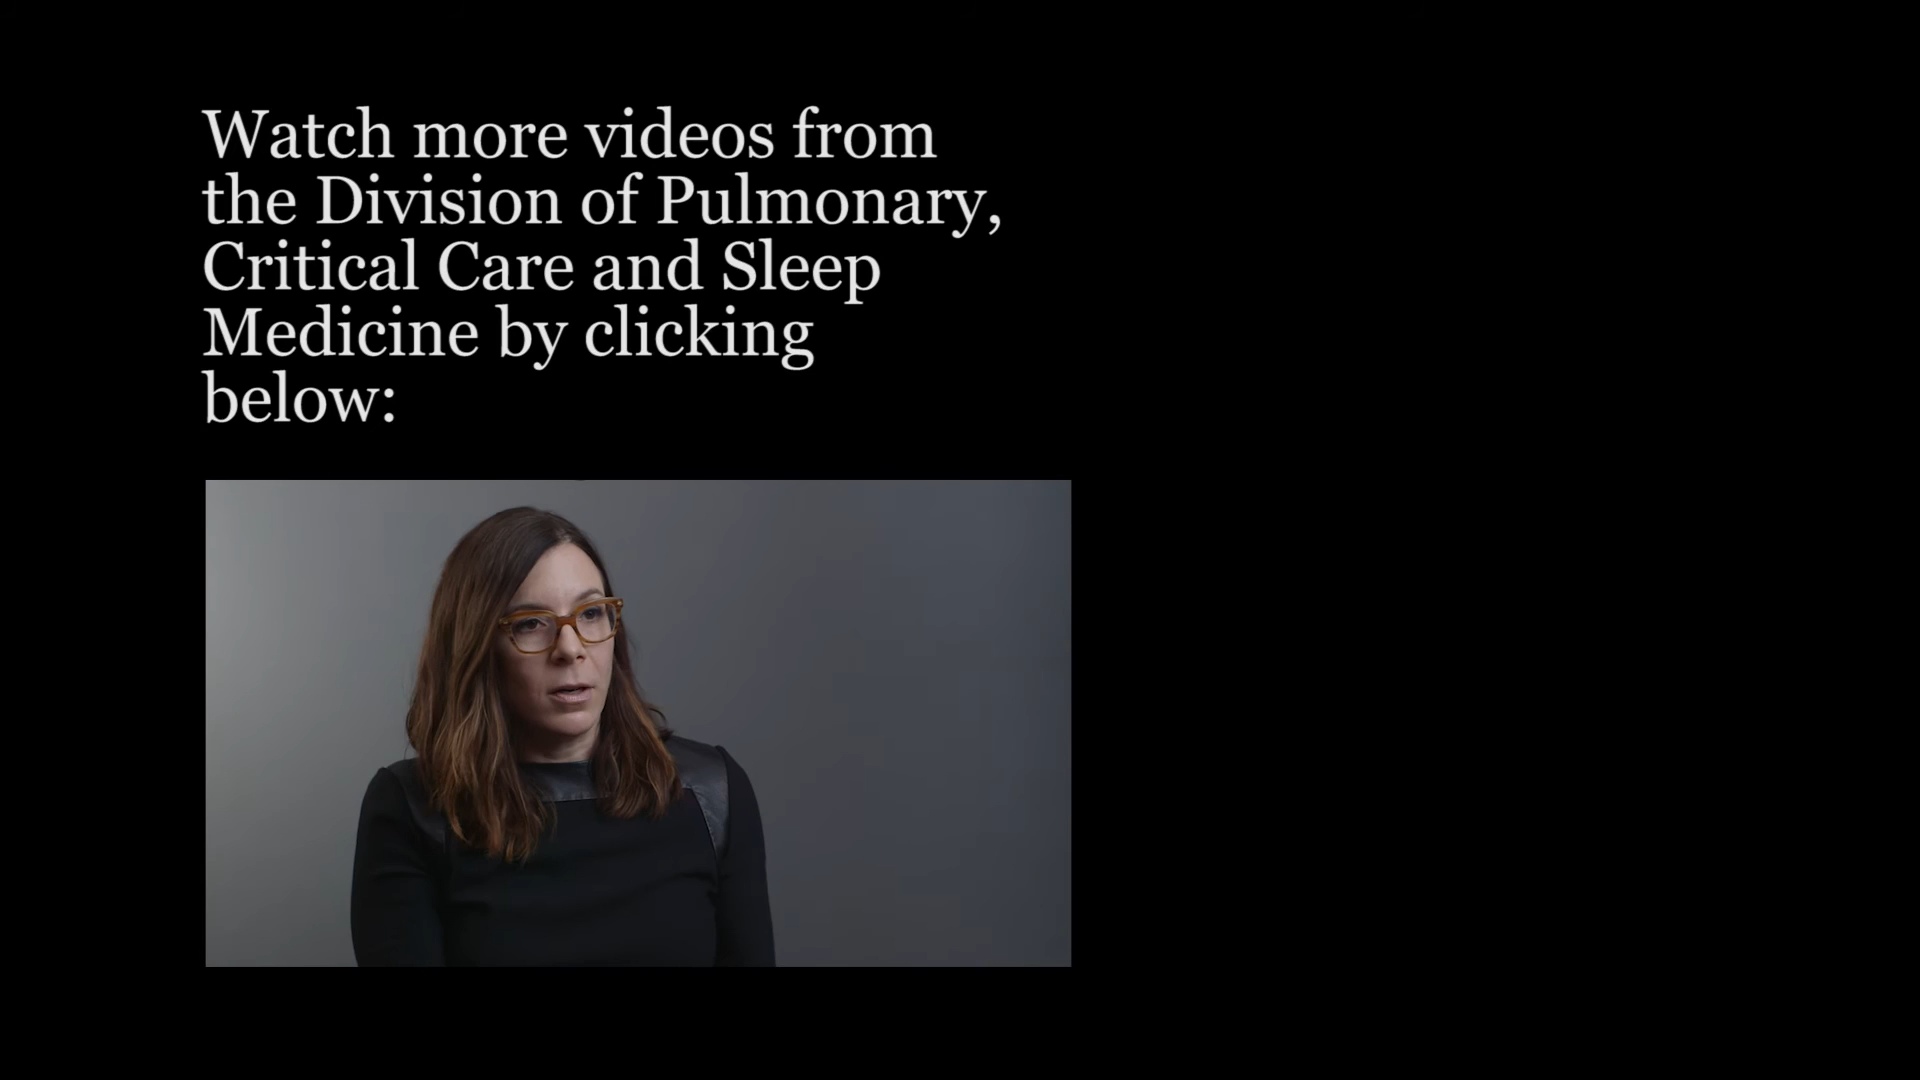 Watch more videos from
the Division of Pulmonary,
Critical Care and Sleep
Medicine by clicking
below: